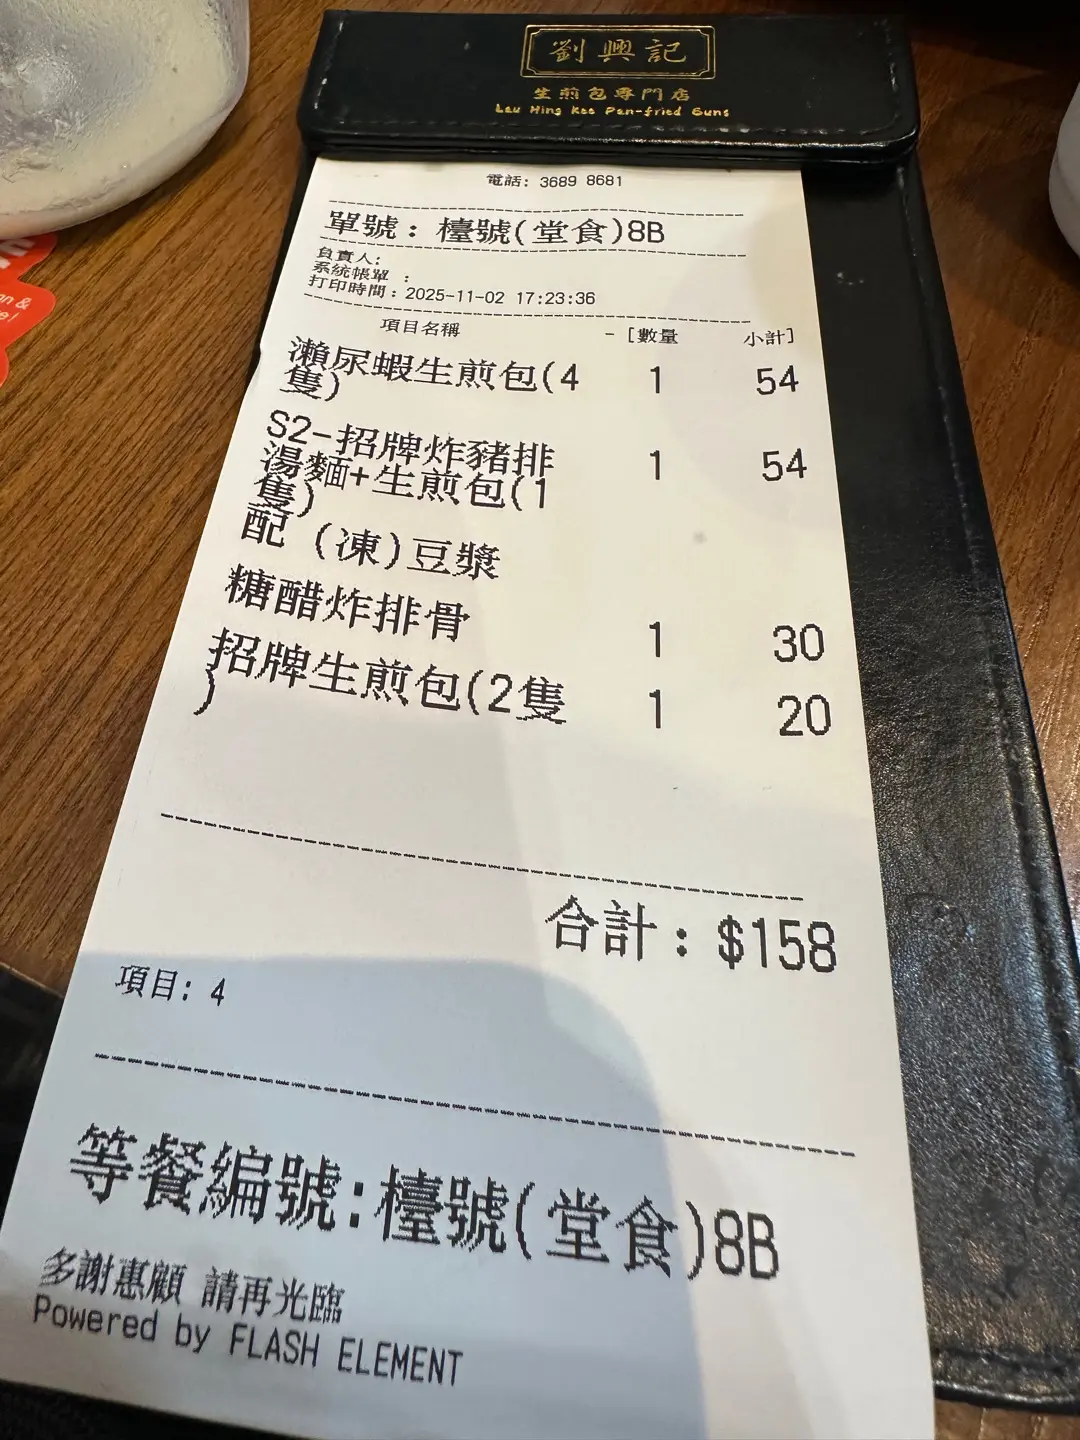 劉興記
生煎包專門店
Lau Hing Kee Pan-fried Buns
電話: 3689 8681
單號: 檯號(堂食)8B
負責人:
系統帳單 :
打印時間: 2025-11-02 17:23:36
項目名稱 - [數量 小計]
瀨尿蝦生煎包(4 1 54
隻)
S2-招牌炸豬排 1 54
湯麵+生煎包(1
隻)
配 (凍)豆漿
糖醋炸排骨 1 30
招牌生煎包(2隻 1 20
)
合計: $158
項目: 4
等餐編號:檯號(堂食)8B
多謝惠顧 請再光臨
Powered by FLASH ELEMENT